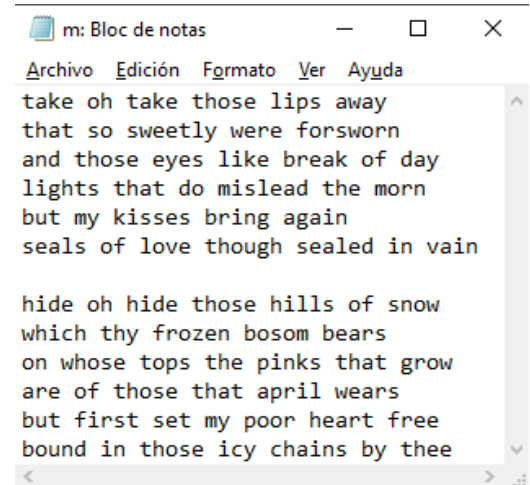 m: Bloc de notas
Archivo Edición Formato Ver Ayuda
take oh take those lips away
that so sweetly were forsworn
and those eyes like break of day
lights that do mislead the morn
but my kisses bring again
seals of love though sealed in vain

hide oh hide those hills of snow
which thy frozen bosom bears
on whose tops the pinks that grow
are of those that april wears
but first set my poor heart free
bound in those icy chains by thee